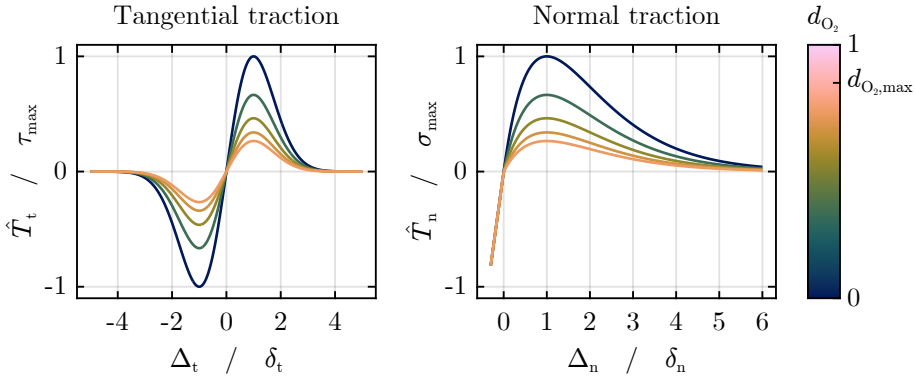 Tangential traction
Normal traction
d_O₂
T̂_t / τ_max
1
0
-1
-4 -2 0 2 4
Δ_t / δ_t
T̂_n / σ_max
1
0
-1
0 1 2 3 4 5 6
Δ_n / δ_n
1
d_O₂,max
0